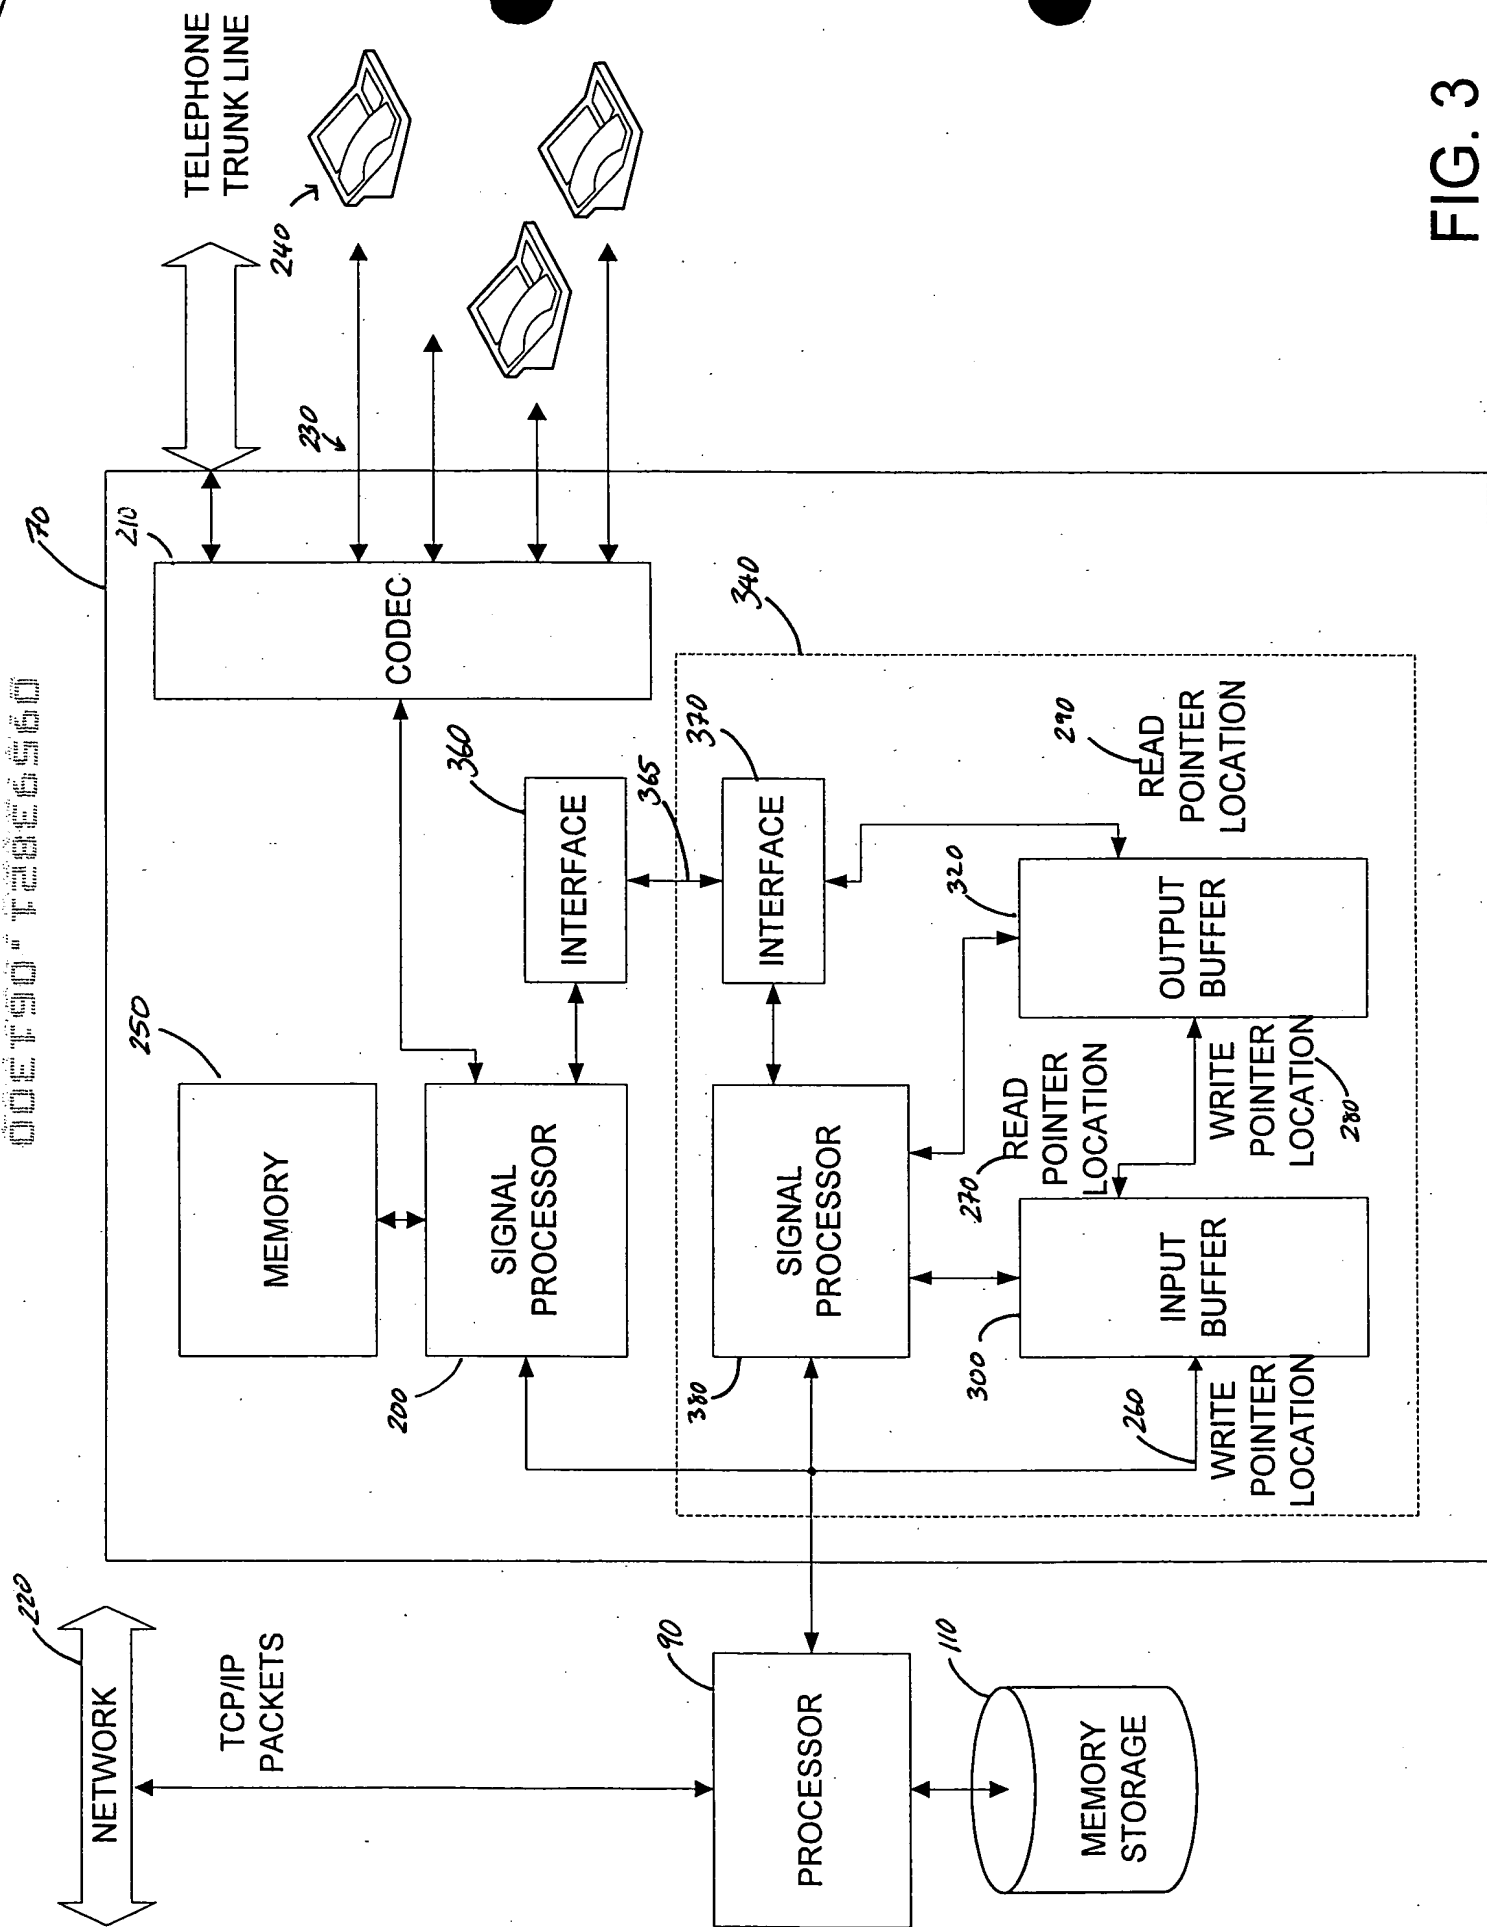 70
220
NETWORK
TCP/IP
PACKETS
250
MEMORY
210
CODEC
TELEPHONE
TRUNK LINE
240
230
200
SIGNAL
PROCESSOR
360
INTERFACE
365
340
90
PROCESSOR
380
SIGNAL
PROCESSOR
370
INTERFACE
110
MEMORY
STORAGE
300
INPUT
BUFFER
260
WRITE
POINTER
LOCATION
270
READ
POINTER
LOCATION
320
OUTPUT
BUFFER
WRITE
POINTER
LOCATION
280
290
READ
POINTER
LOCATION
FIG. 3